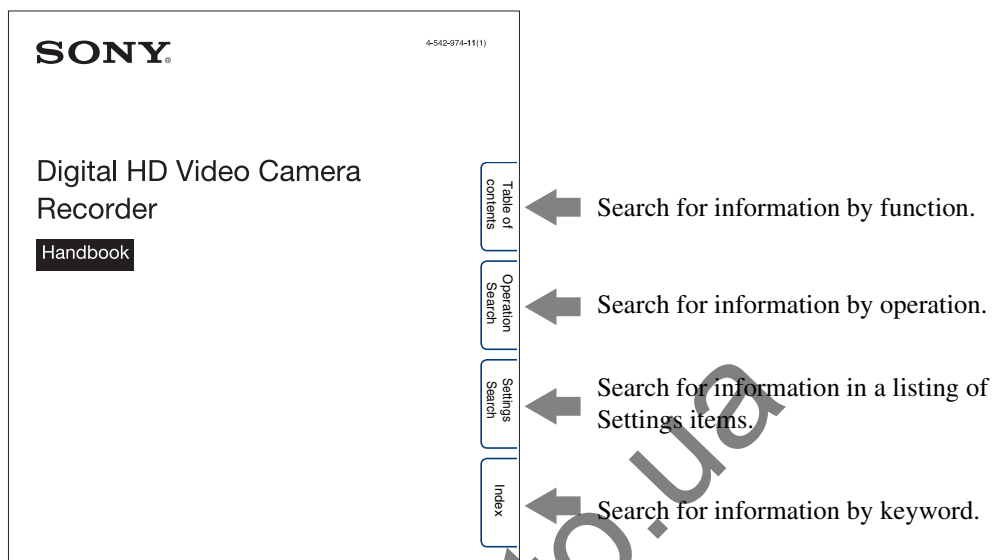 SONY®
4-542-974-11(1)
Digital HD Video Camera
Recorder
Handbook
Table of
contents
Search for information by function.
Operation
Search
Search for information by operation.
Settings
Search
Search for information in a listing of
Settings items.
Index
Search for information by keyword.
.ua